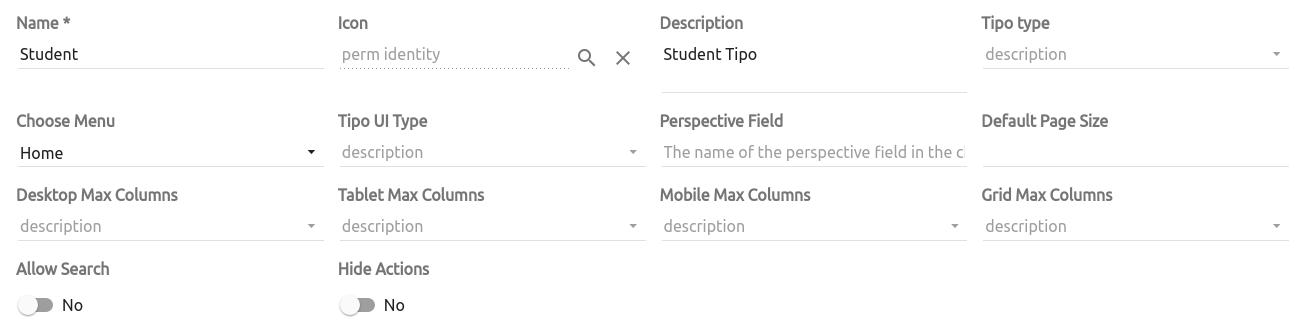 Name * Icon Description Tipo type
Student perm identity Student Tipo description
Choose Menu Tipo UI Type Perspective Field Default Page Size
Home description The name of the perspective field in the
Desktop Max Columns Tablet Max Columns Mobile Max Columns Grid Max Columns
description description description description
Allow Search Hide Actions
No No